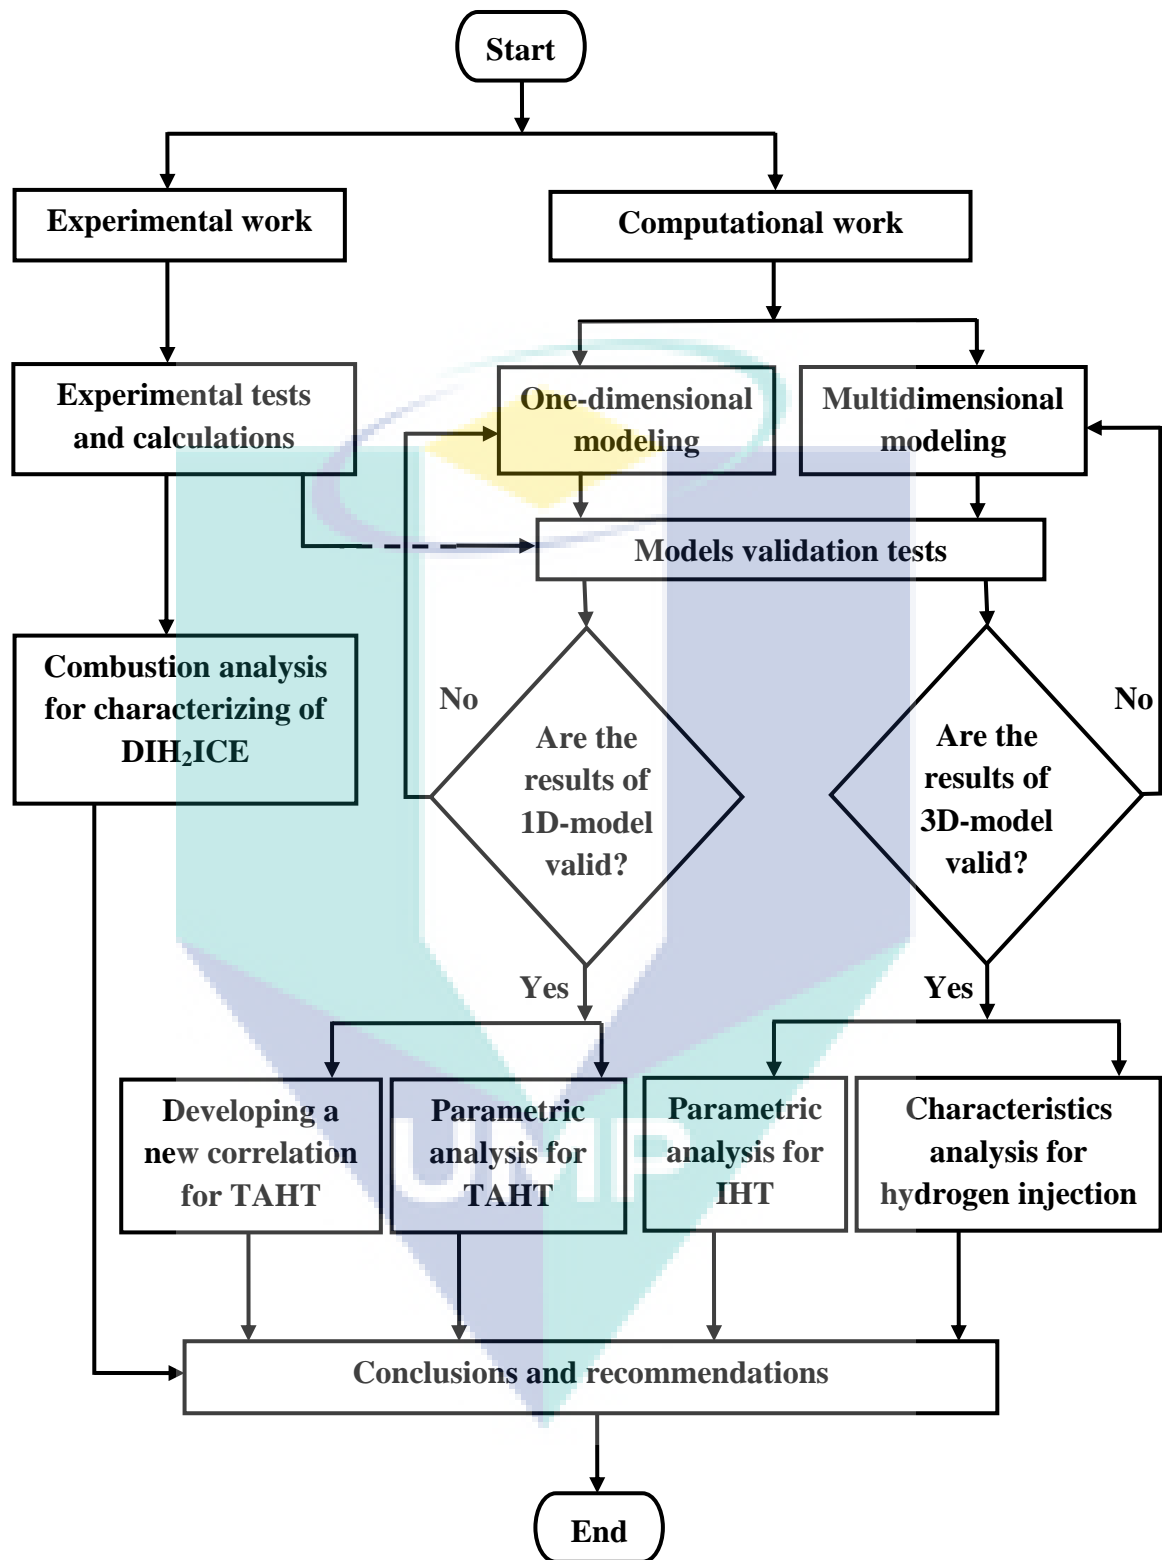 Start
Experimental work
Computational work
Experimental tests
and calculations
One-dimensional
modeling
Multidimensional
modeling
Models validation tests
Combustion analysis
for characterizing of
DIH₂ICE
No
Are the
results of
1D-model
valid?
No
Are the
results of
3D-model
valid?
Yes
Yes
Developing a
new correlation
for TAHT
Parametric
analysis for
TAHT
Parametric
analysis for
IHT
Characteristics
analysis for
hydrogen injection
UMP
Conclusions and recommendations
End